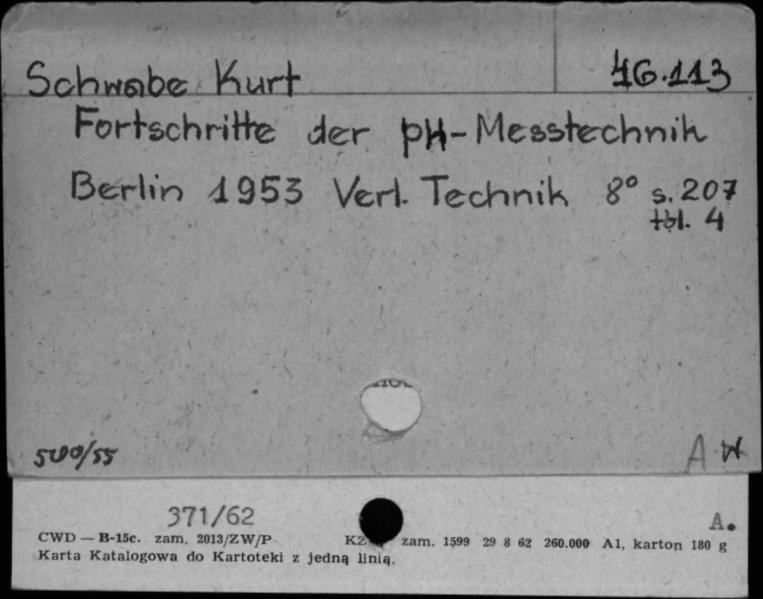 Schwabe Kurt 46.113
Fortschritte der pH-Messtechnik
Berlin 1953 Verl. Technik 8° s. 207
tbl. 4
500/55 A W
371/62 A.
CWD — B-15c. zam. 2013/ZW/P KZ zam. 1599 29 8 62 260.000 A1, karton 180 g
Karta Katalogowa do Kartoteki z jedną linią.